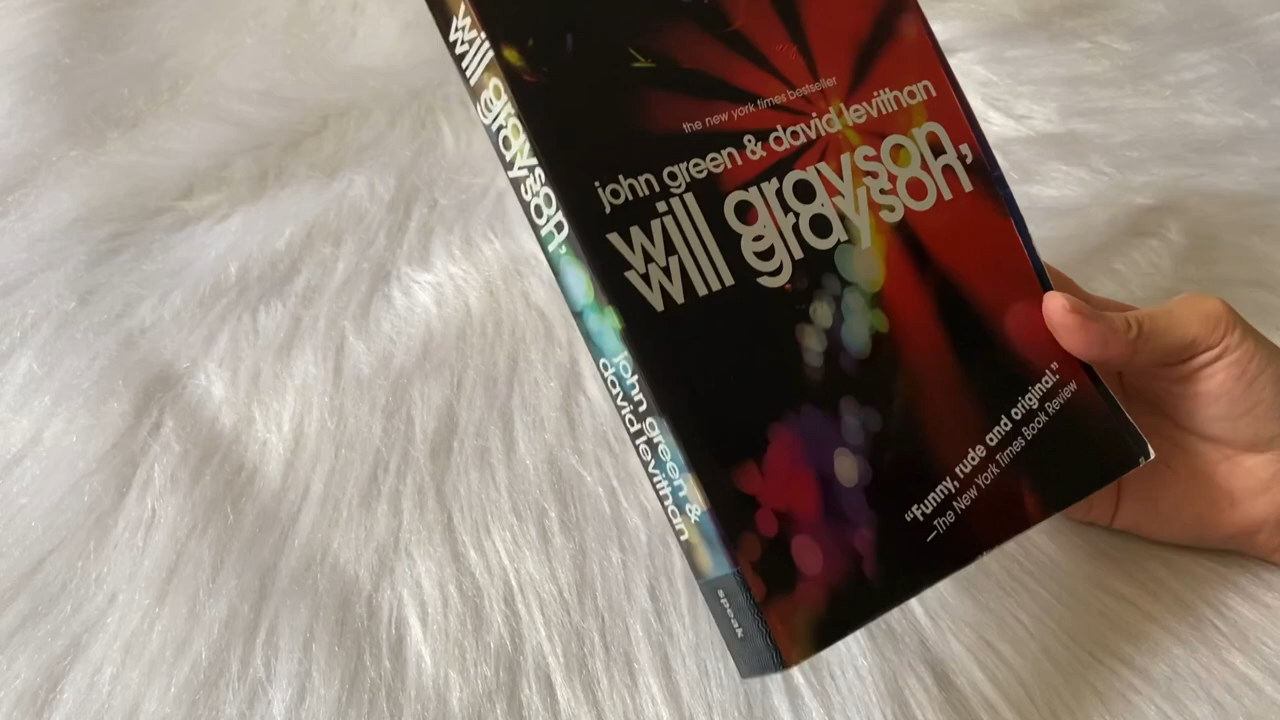 the new york times bestseller
john green & david levithan
will grayson,
will grayson
"Funny, rude and original."
—The New York Times Book Review
will grayson,
will grayson
john green &
david levithan
speak